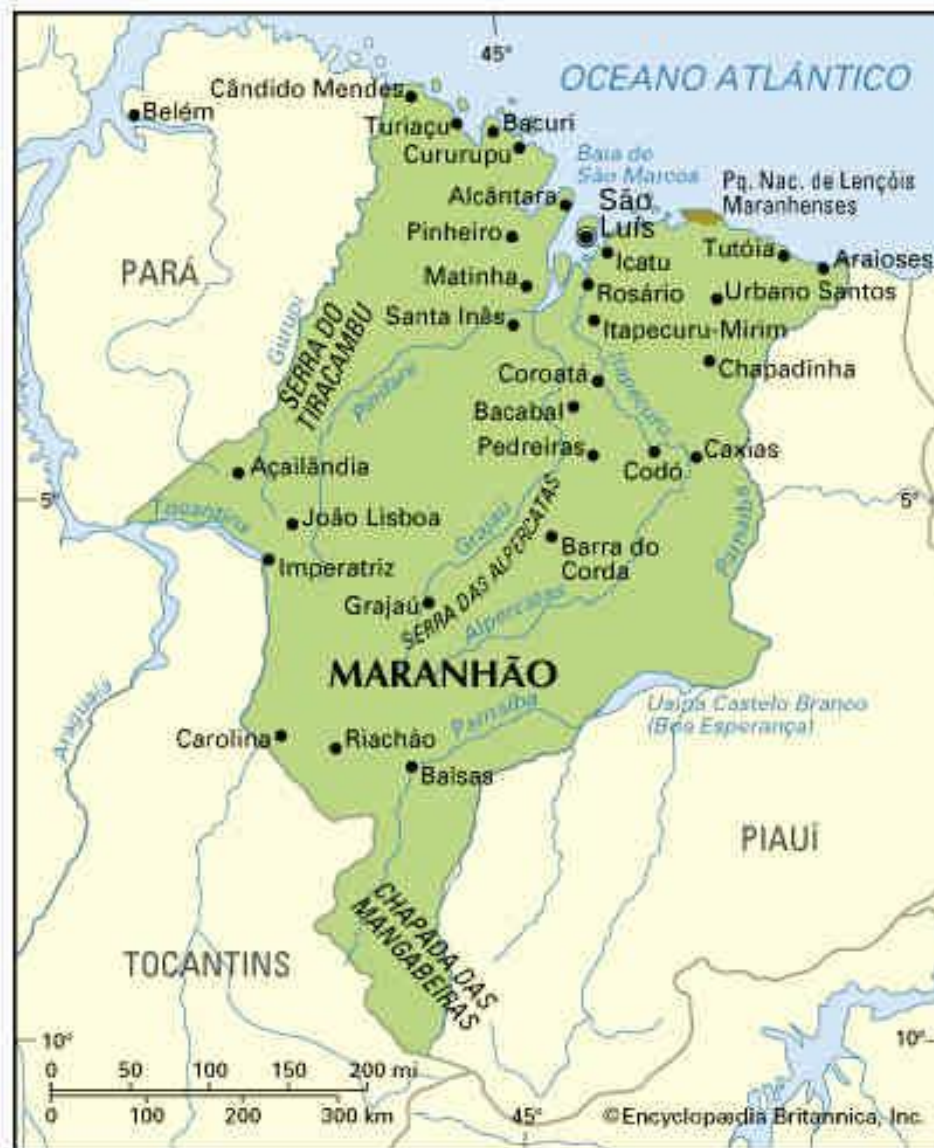 45°
OCEANO ATLÁNTICO
Cândido Mendes
Belém
Turiaçu
Bacuri
Cururupu
Baía de
São Marcos
Pq. Nac. de Lençóis
Maranhenses
Alcântara
São
Luís
Pinheiro
Icatu
Tutóia
Araioses
PARÁ
Matinha
Rosário
Urbano Santos
Santa Inês
Itapecuru-Mirim
Gurupi
SERRA DO
TIRACAMBU
Pindaré
Coroatá
Itapecuru
Chapadinha
Bacabal
Pedreiras
Codó
Caxias
Açailândia
5°
5°
Tocantins
João Lisboa
Grajaú
SERRA DAS ALPERCATAS
Barra do
Corda
Parnaíba
Imperatriz
Grajaú
Alpercatas
MARANHÃO
Araguaia
Parnaíba
Usina Castelo Branco
(Boa Esperança)
Carolina
Riachão
Balsas
PIAUÍ
CHAPADA DAS
MANGABEIRAS
TOCANTINS
10°
10°
0 50 100 150 200 mi
0 100 200 300 km
45°
©Encyclopædia Britannica, Inc.